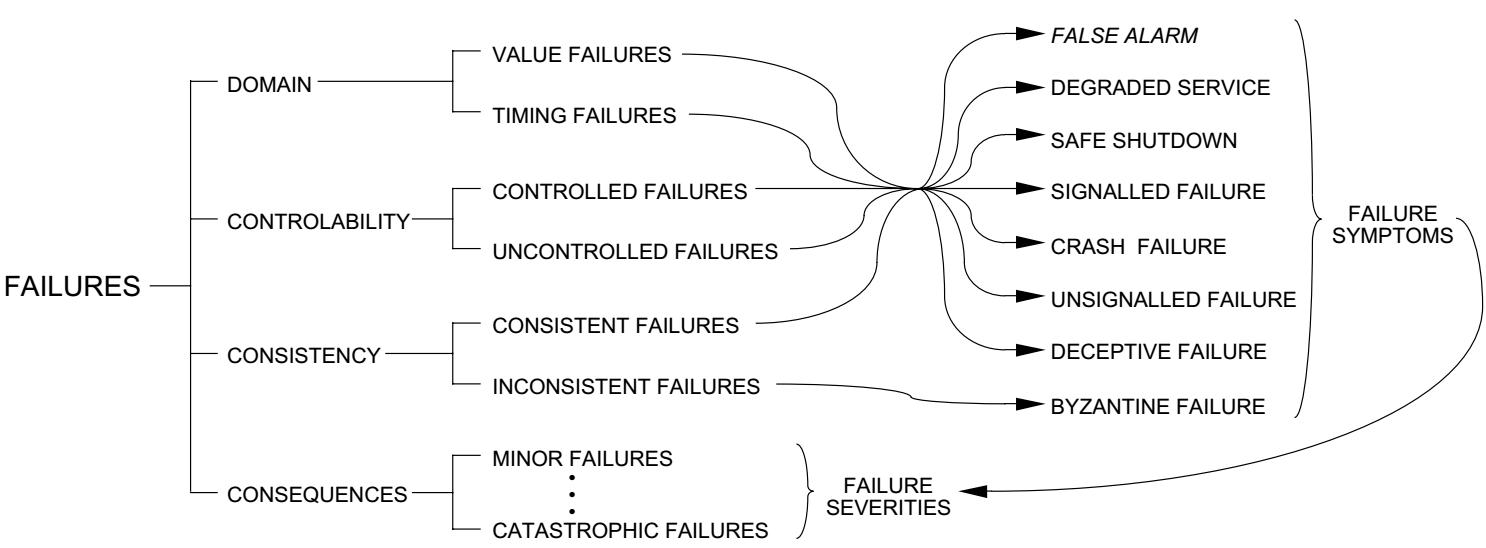 FAILURES
DOMAIN
VALUE FAILURES
TIMING FAILURES
CONTROLABILITY
CONTROLLED FAILURES
UNCONTROLLED FAILURES
CONSISTENCY
CONSISTENT FAILURES
INCONSISTENT FAILURES
CONSEQUENCES
MINOR FAILURES
CATASTROPHIC FAILURES
FALSE ALARM
DEGRADED SERVICE
SAFE SHUTDOWN
SIGNALLED FAILURE
CRASH FAILURE
UNSIGNALLED FAILURE
DECEPTIVE FAILURE
BYZANTINE FAILURE
FAILURE
SYMPTOMS
FAILURE
SEVERITIES